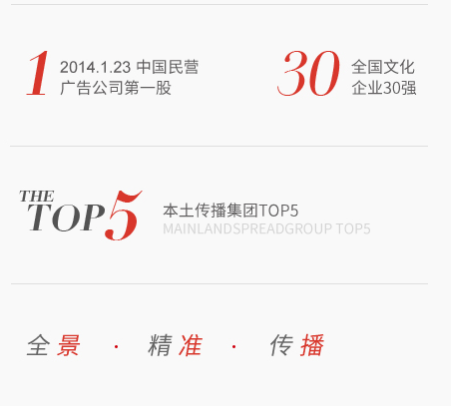 1 2014.1.23 中国民营
广告公司第一股
30 全国文化
企业30强
THE
TOP5
本土传播集团TOP5
MAINLANDSPREADGROUP TOP5
全景 · 精准 · 传播